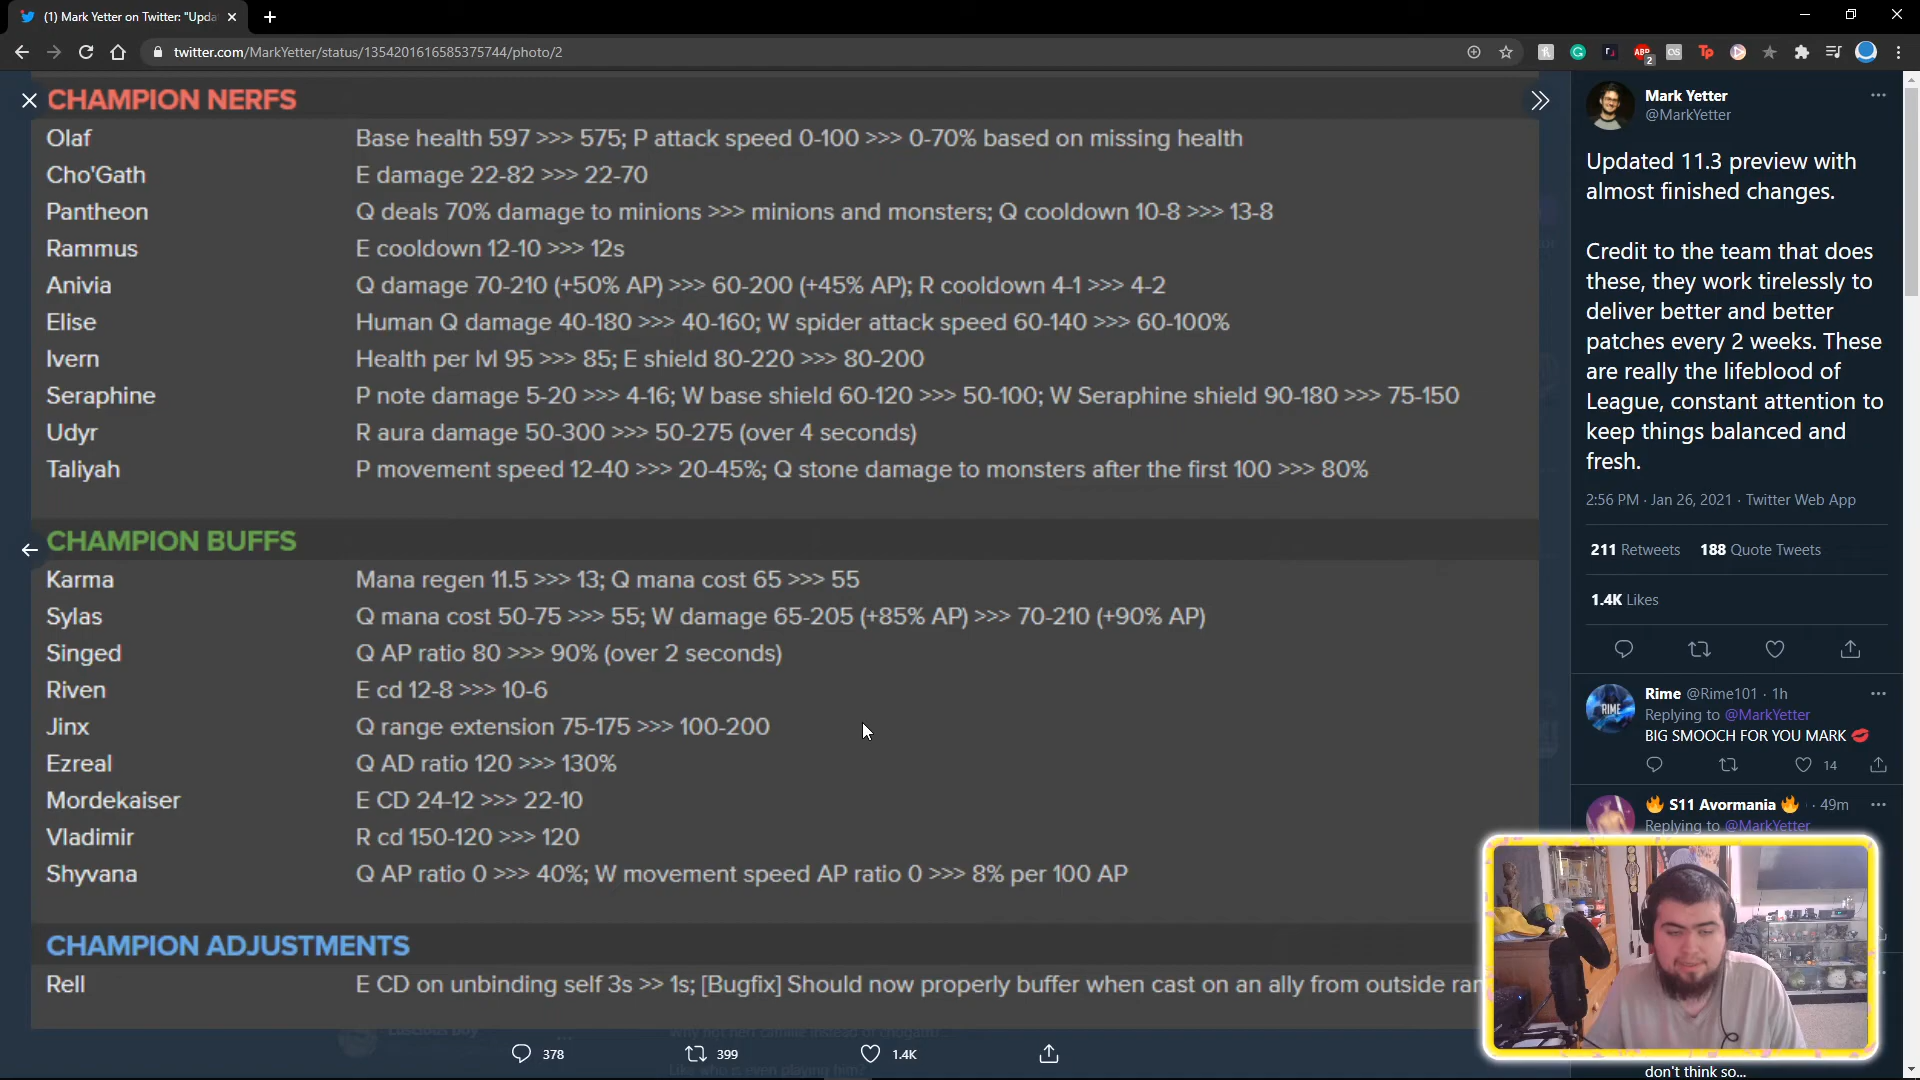 (1) Mark Yetter on Twitter: "Upda
twitter.com/MarkYetter/status/1354201616585375744/photo/2
CHAMPION NERFS
Olaf Base health 597 >>> 575; P attack speed 0-100 >>> 0-70% based on missing health
Cho'Gath E damage 22-82 >>> 22-70
Pantheon Q deals 70% damage to minions >>> minions and monsters; Q cooldown 10-8 >>> 13-8
Rammus E cooldown 12-10 >>> 12s
Anivia Q damage 70-210 (+50% AP) >>> 60-200 (+45% AP); R cooldown 4-1 >>> 4-2
Elise Human Q damage 40-180 >>> 40-160; W spider attack speed 60-140 >>> 60-100%
Ivern Health per lvl 95 >>> 85; E shield 80-220 >>> 80-200
Seraphine P note damage 5-20 >>> 4-16; W base shield 60-120 >>> 50-100; W Seraphine shield 90-180 >>> 75-150
Udyr R aura damage 50-300 >>> 50-275 (over 4 seconds)
Taliyah P movement speed 12-40 >>> 20-45%; Q stone damage to monsters after the first 100 >>> 80%
CHAMPION BUFFS
Karma Mana regen 11.5 >>> 13; Q mana cost 65 >>> 55
Sylas Q mana cost 50-75 >>> 55; W damage 65-205 (+85% AP) >>> 70-210 (+90% AP)
Singed Q AP ratio 80 >>> 90% (over 2 seconds)
Riven E cd 12-8 >>> 10-6
Jinx Q range extension 75-175 >>> 100-200
Ezreal Q AD ratio 120 >>> 130%
Mordekaiser E CD 24-12 >>> 22-10
Vladimir R cd 150-120 >>> 120
Shyvana Q AP ratio 0 >>> 40%; W movement speed AP ratio 0 >>> 8% per 100 AP
CHAMPION ADJUSTMENTS
Rell E CD on unbinding self 3s >> 1s; [Bugfix] Should now properly buffer when cast on an ally from outside ran
378 399 1.4K
Mark Yetter
@MarkYetter
Updated 11.3 preview with
almost finished changes.
Credit to the team that does
these, they work tirelessly to
deliver better and better
patches every 2 weeks. These
are really the lifeblood of
League, constant attention to
keep things balanced and
fresh.
2:56 PM · Jan 26, 2021 · Twitter Web App
211 Retweets 188 Quote Tweets
1.4K Likes
RIME
Rime @Rime101 · 1h
Replying to @MarkYetter
BIG SMOOCH FOR YOU MARK
14
S11 Avormania · 49m
Replying to @MarkYetter
don't think so...